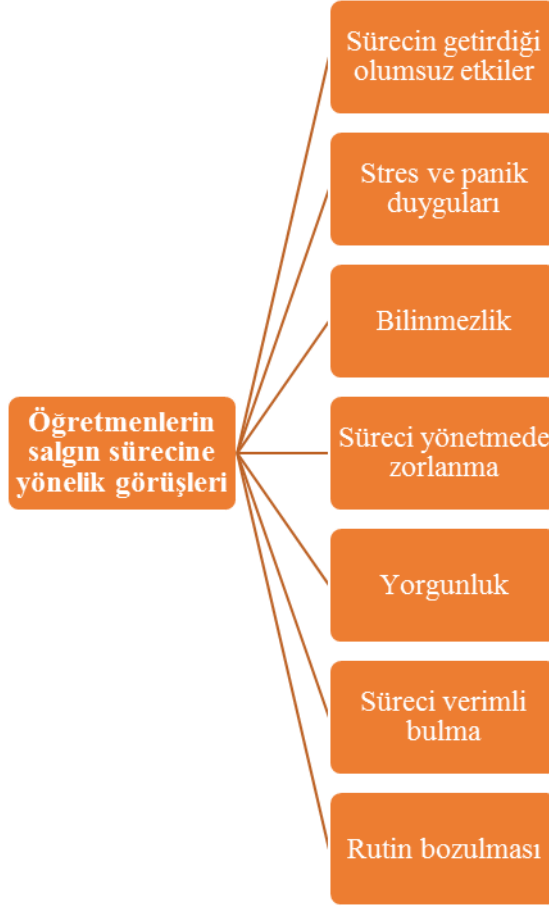 Öğretmenlerin
salgın sürecine
yönelik görüşleri
Sürecin getirdiği
olumsuz etkiler
Stres ve panik
duyguları
Bilinmezlik
Süreci yönetmede
zorlanma
Yorgunluk
Süreci verimli
bulma
Rutin bozulması